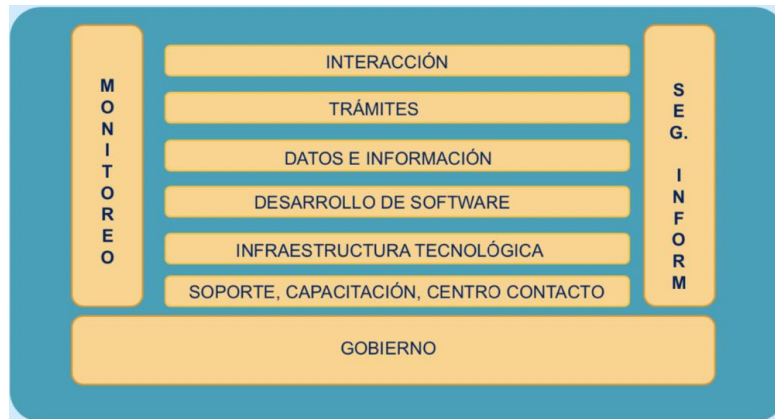 MONITOREO
INTERACCIÓN
TRÁMITES
DATOS E INFORMACIÓN
DESARROLLO DE SOFTWARE
INFRAESTRUCTURA TECNOLÓGICA
SOPORTE, CAPACITACIÓN, CENTRO CONTACTO
SEG. INFORM
GOBIERNO